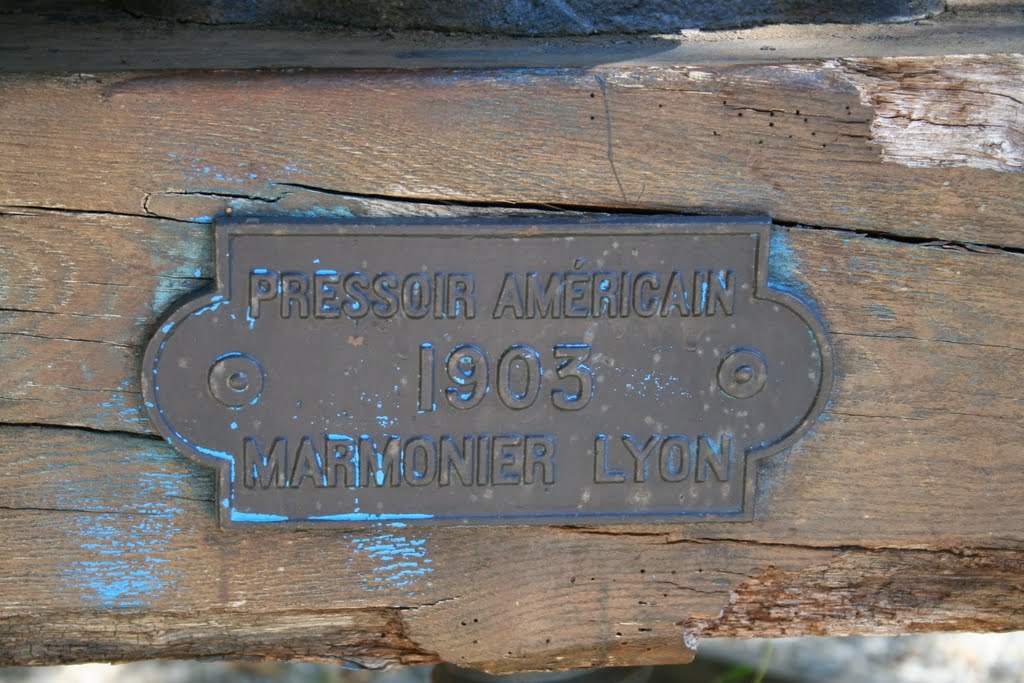 PRESSOIR AMÉRICAIN
1903
MARMONIER LYON